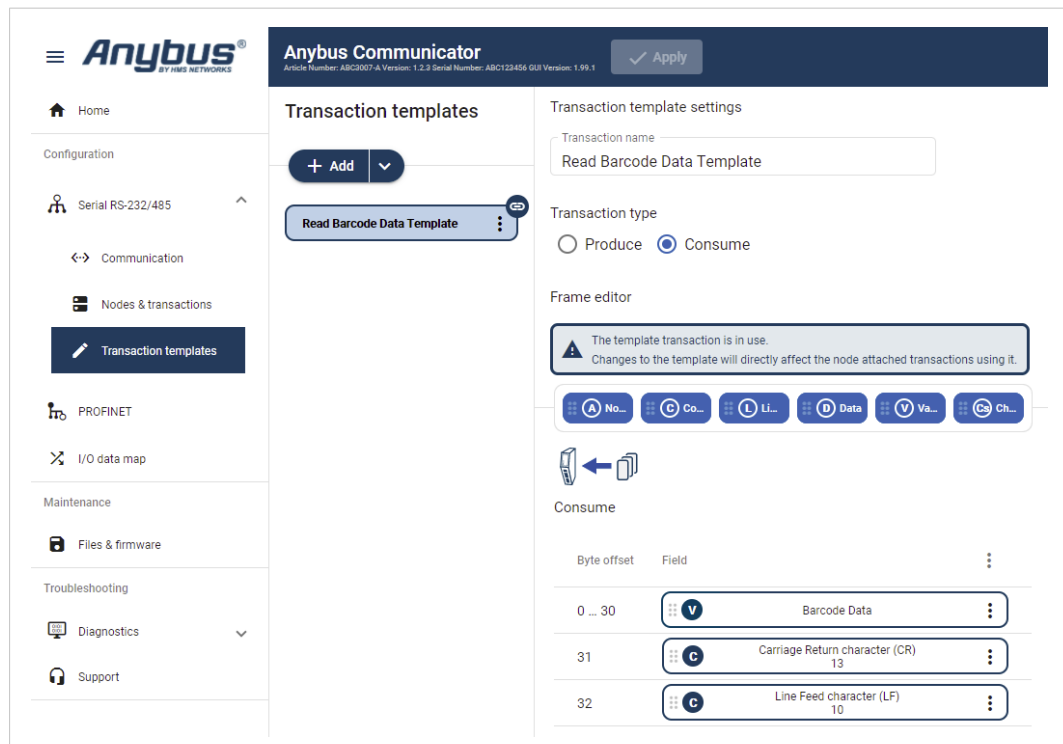 Anybus®
BY HMS NETWORKS
Anybus Communicator
Article Number: ABC3007-A Version: 1.2.3 Serial Number: ABC123456 GUI Version: 1.99.1
Apply
Home
Configuration
Serial RS-232/485
Communication
Nodes & transactions
Transaction templates
PROFINET
I/O data map
Maintenance
Files & firmware
Troubleshooting
Diagnostics
Support
Transaction templates
+ Add
Read Barcode Data Template
Transaction template settings
Transaction name
Read Barcode Data Template
Transaction type
Produce
Consume
Frame editor
The template transaction is in use.
Changes to the template will directly affect the node attached transactions using it.
A No... C Co... L Li... D Data V Va... Cs Ch...
Consume
Byte offset Field
0 ... 30 V Barcode Data
31 C Carriage Return character (CR)
13
32 C Line Feed character (LF)
10